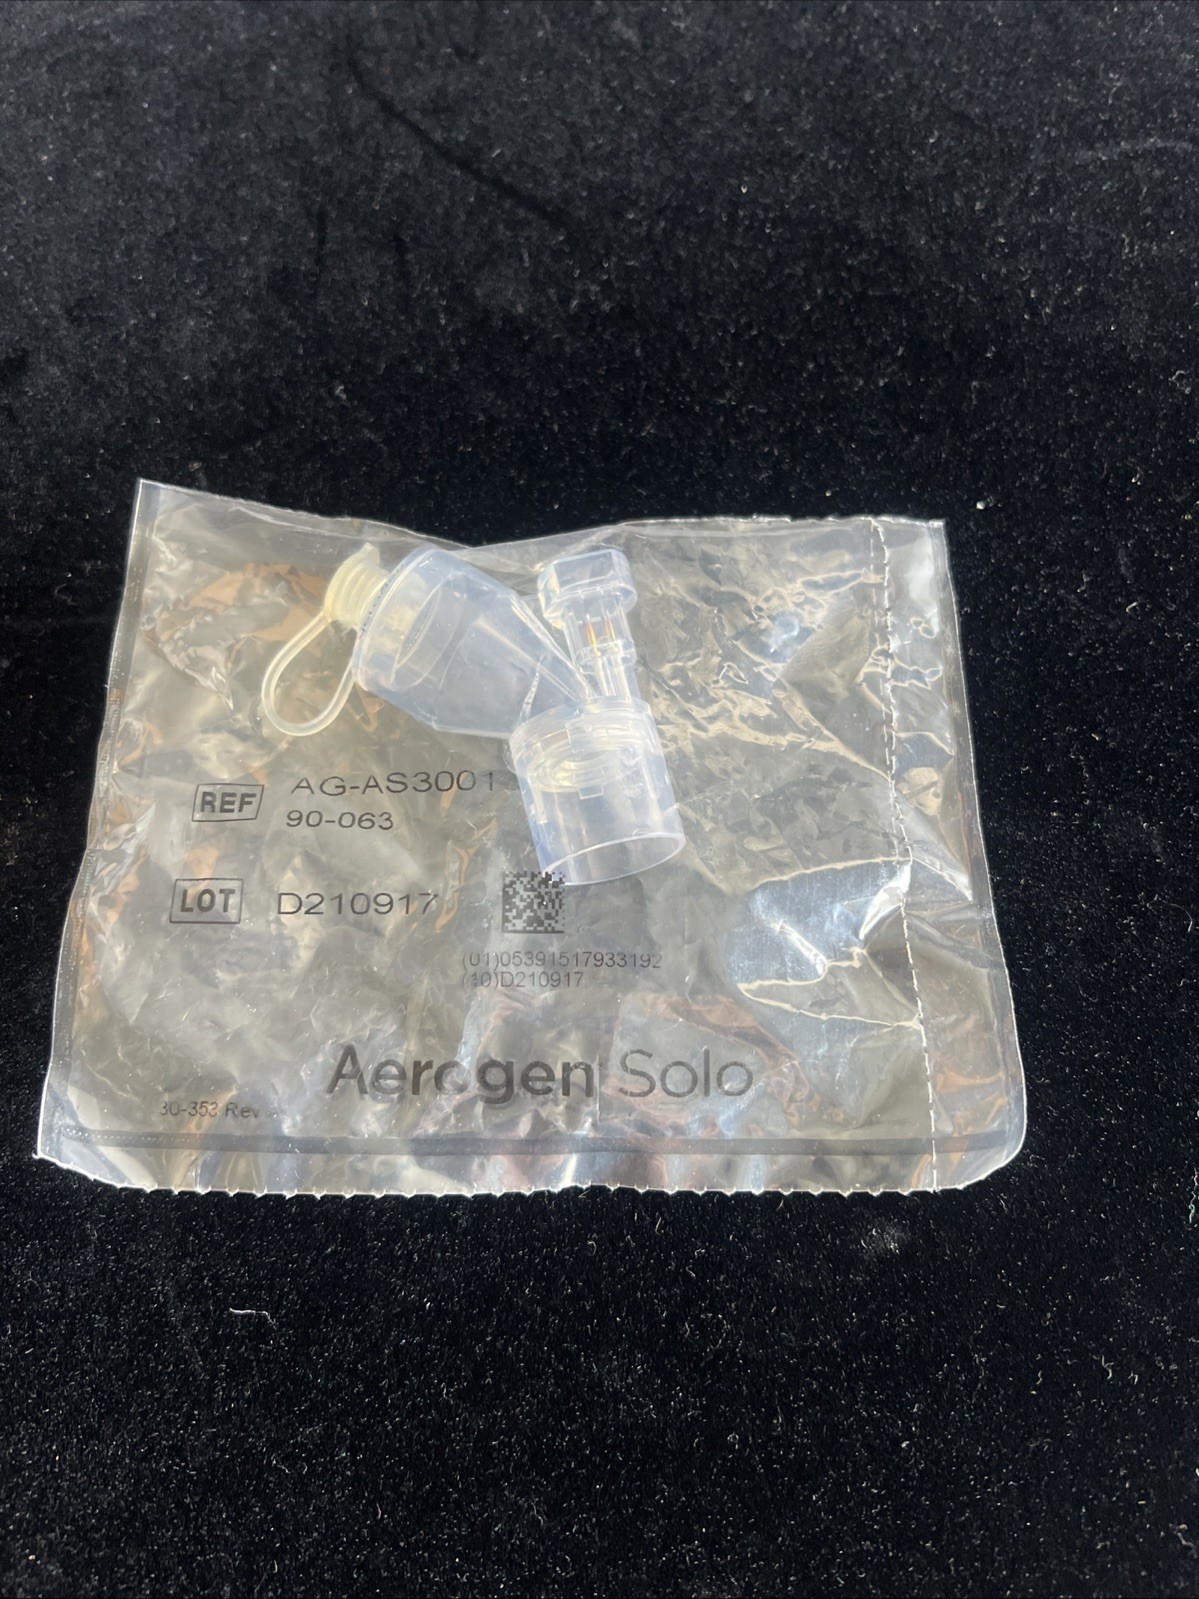 REF AG-AS3001
90-063
LOT D210917
(01)05391517933192
(10)D210917
Aerogen Solo
30-353 Rev